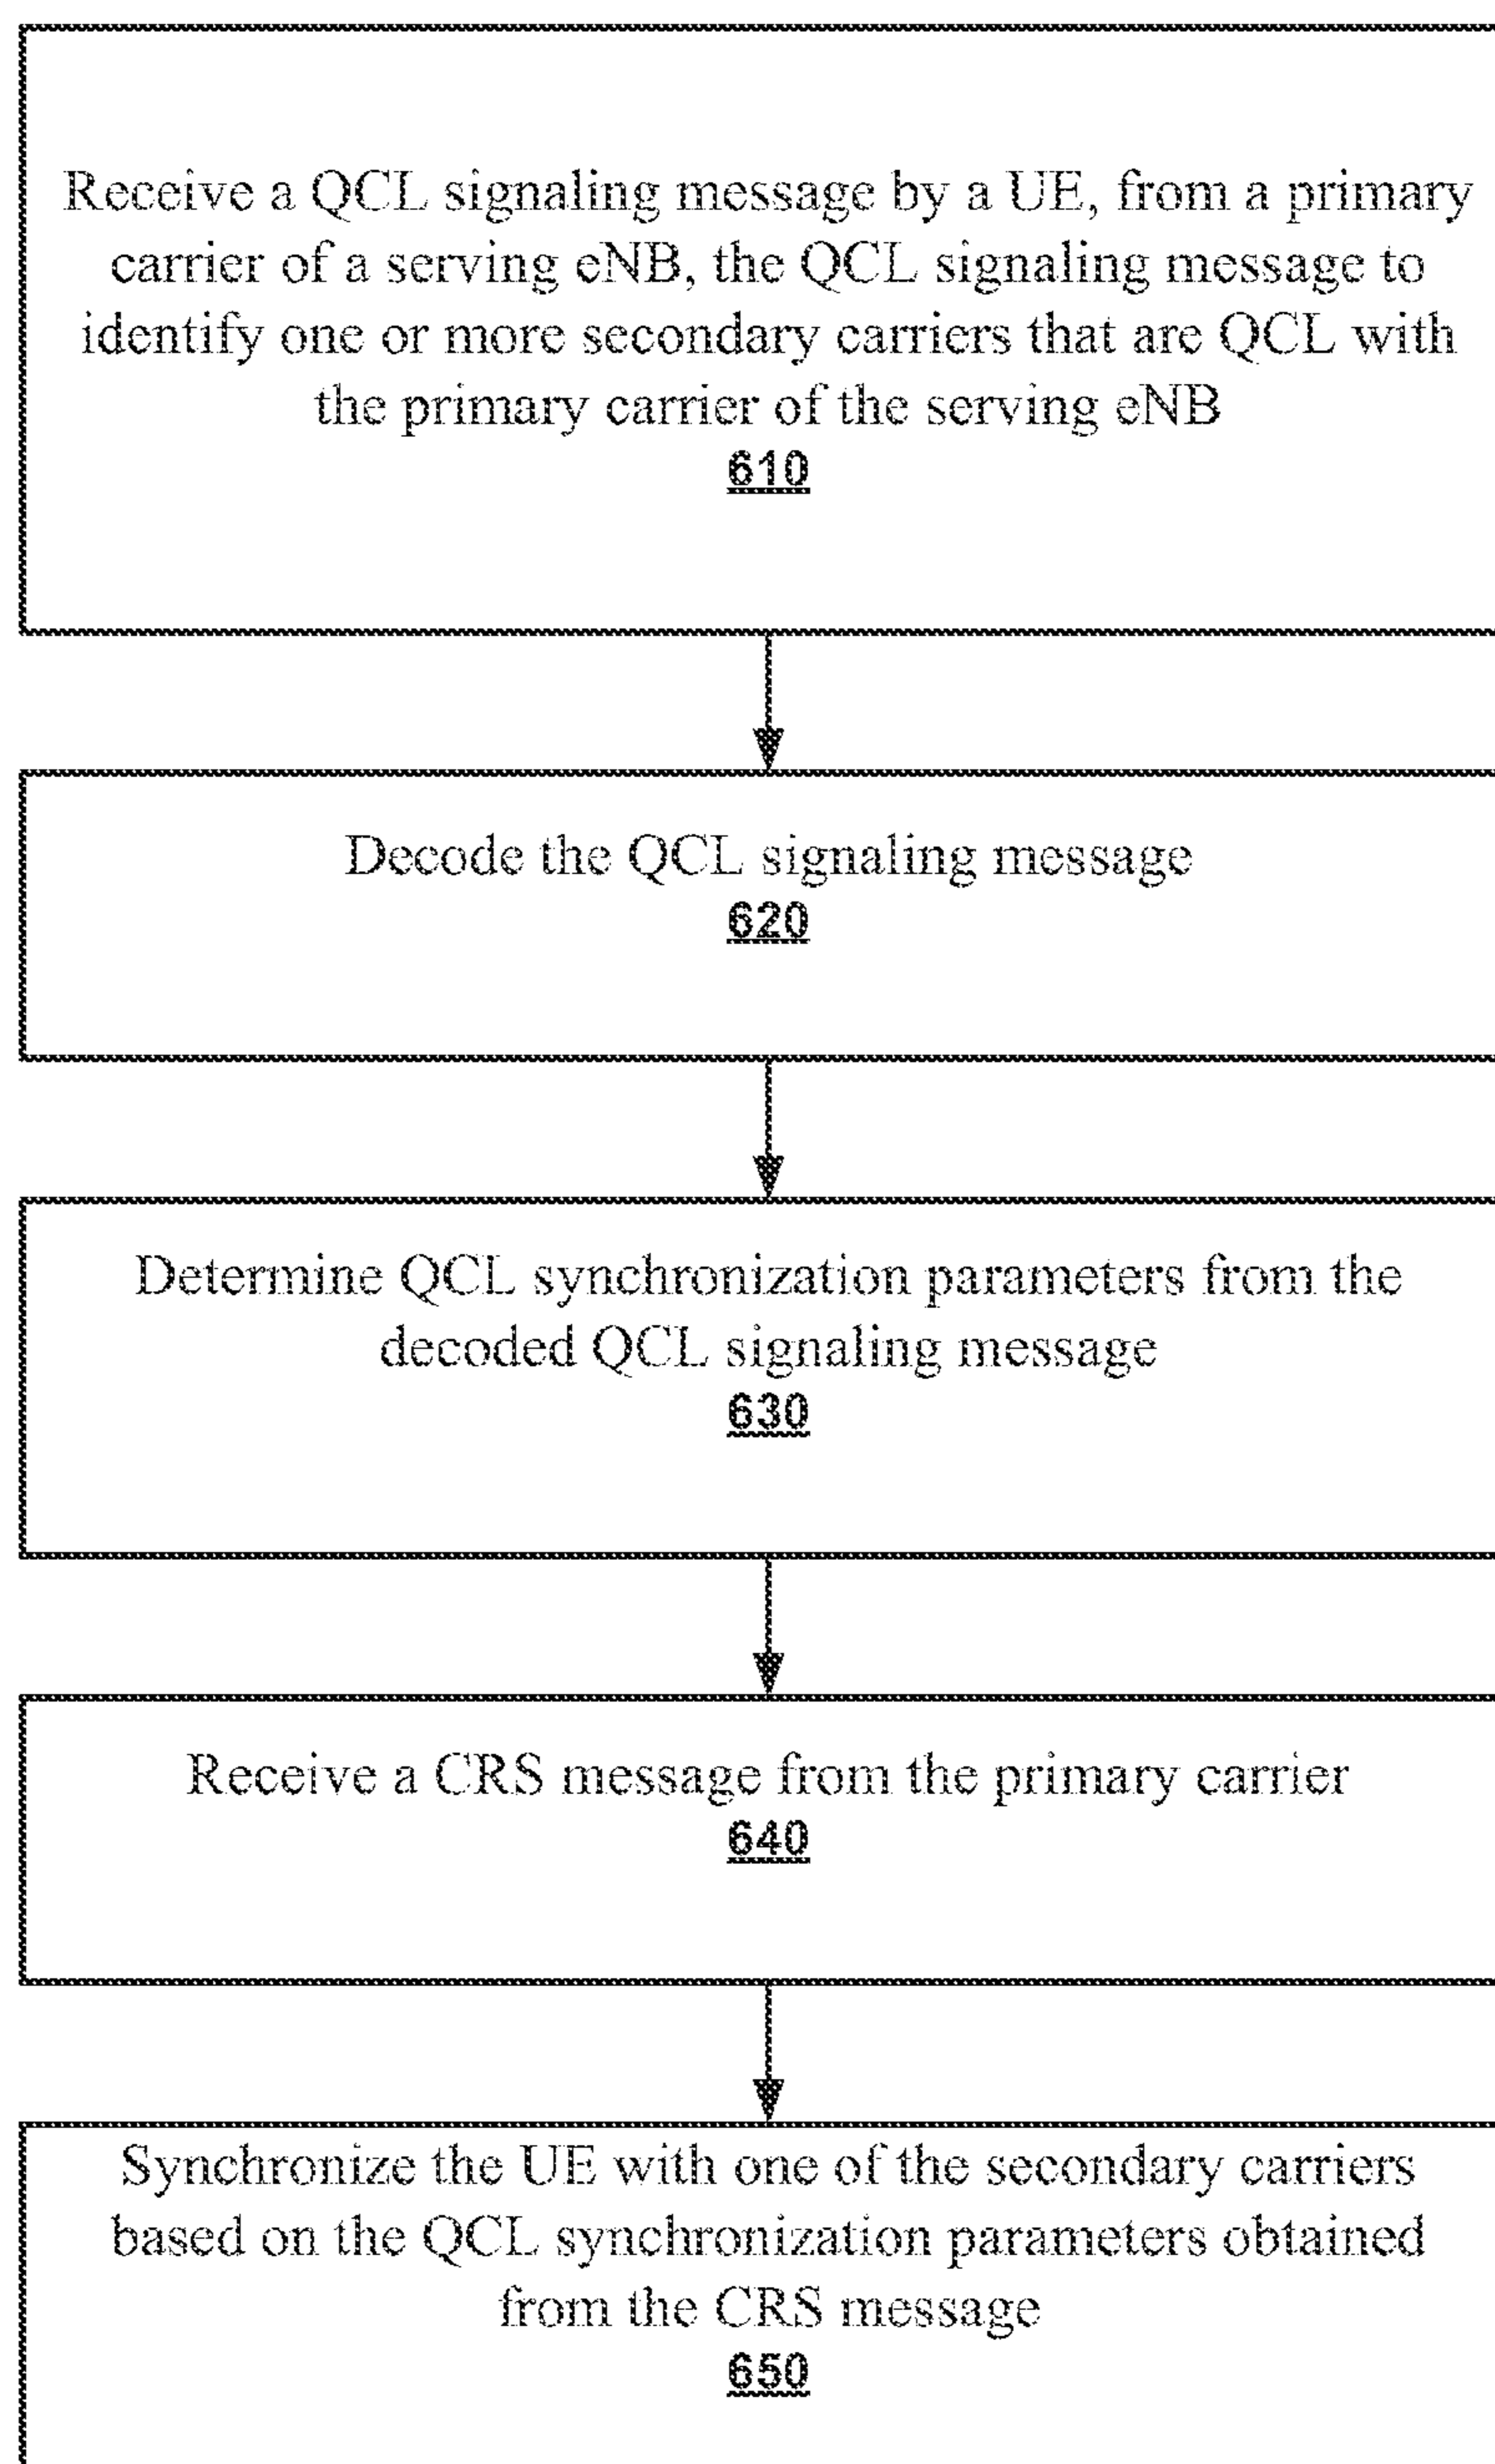 Receive a QCL signaling message by a UE, from a primary
carrier of a serving eNB, the QCL signaling message to
identify one or more secondary carriers that are QCL with
the primary carrier of the serving eNB
610
Decode the QCL signaling message
620
Determine QCL synchronization parameters from the
decoded QCL signaling message
630
Receive a CRS message from the primary carrier
640
Synchronize the UE with one of the secondary carriers
based on the QCL synchronization parameters obtained
from the CRS message
650